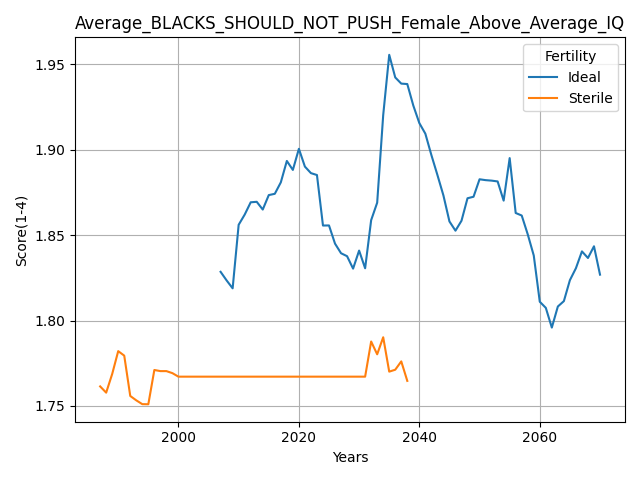 Average_BLACKS_SHOULD_NOT_PUSH_Female_Above_Average_IQ
Fertility
Ideal
Sterile
Score(1-4)
1.95
1.90
1.85
1.80
1.75
2000
2020
2040
2060
Years